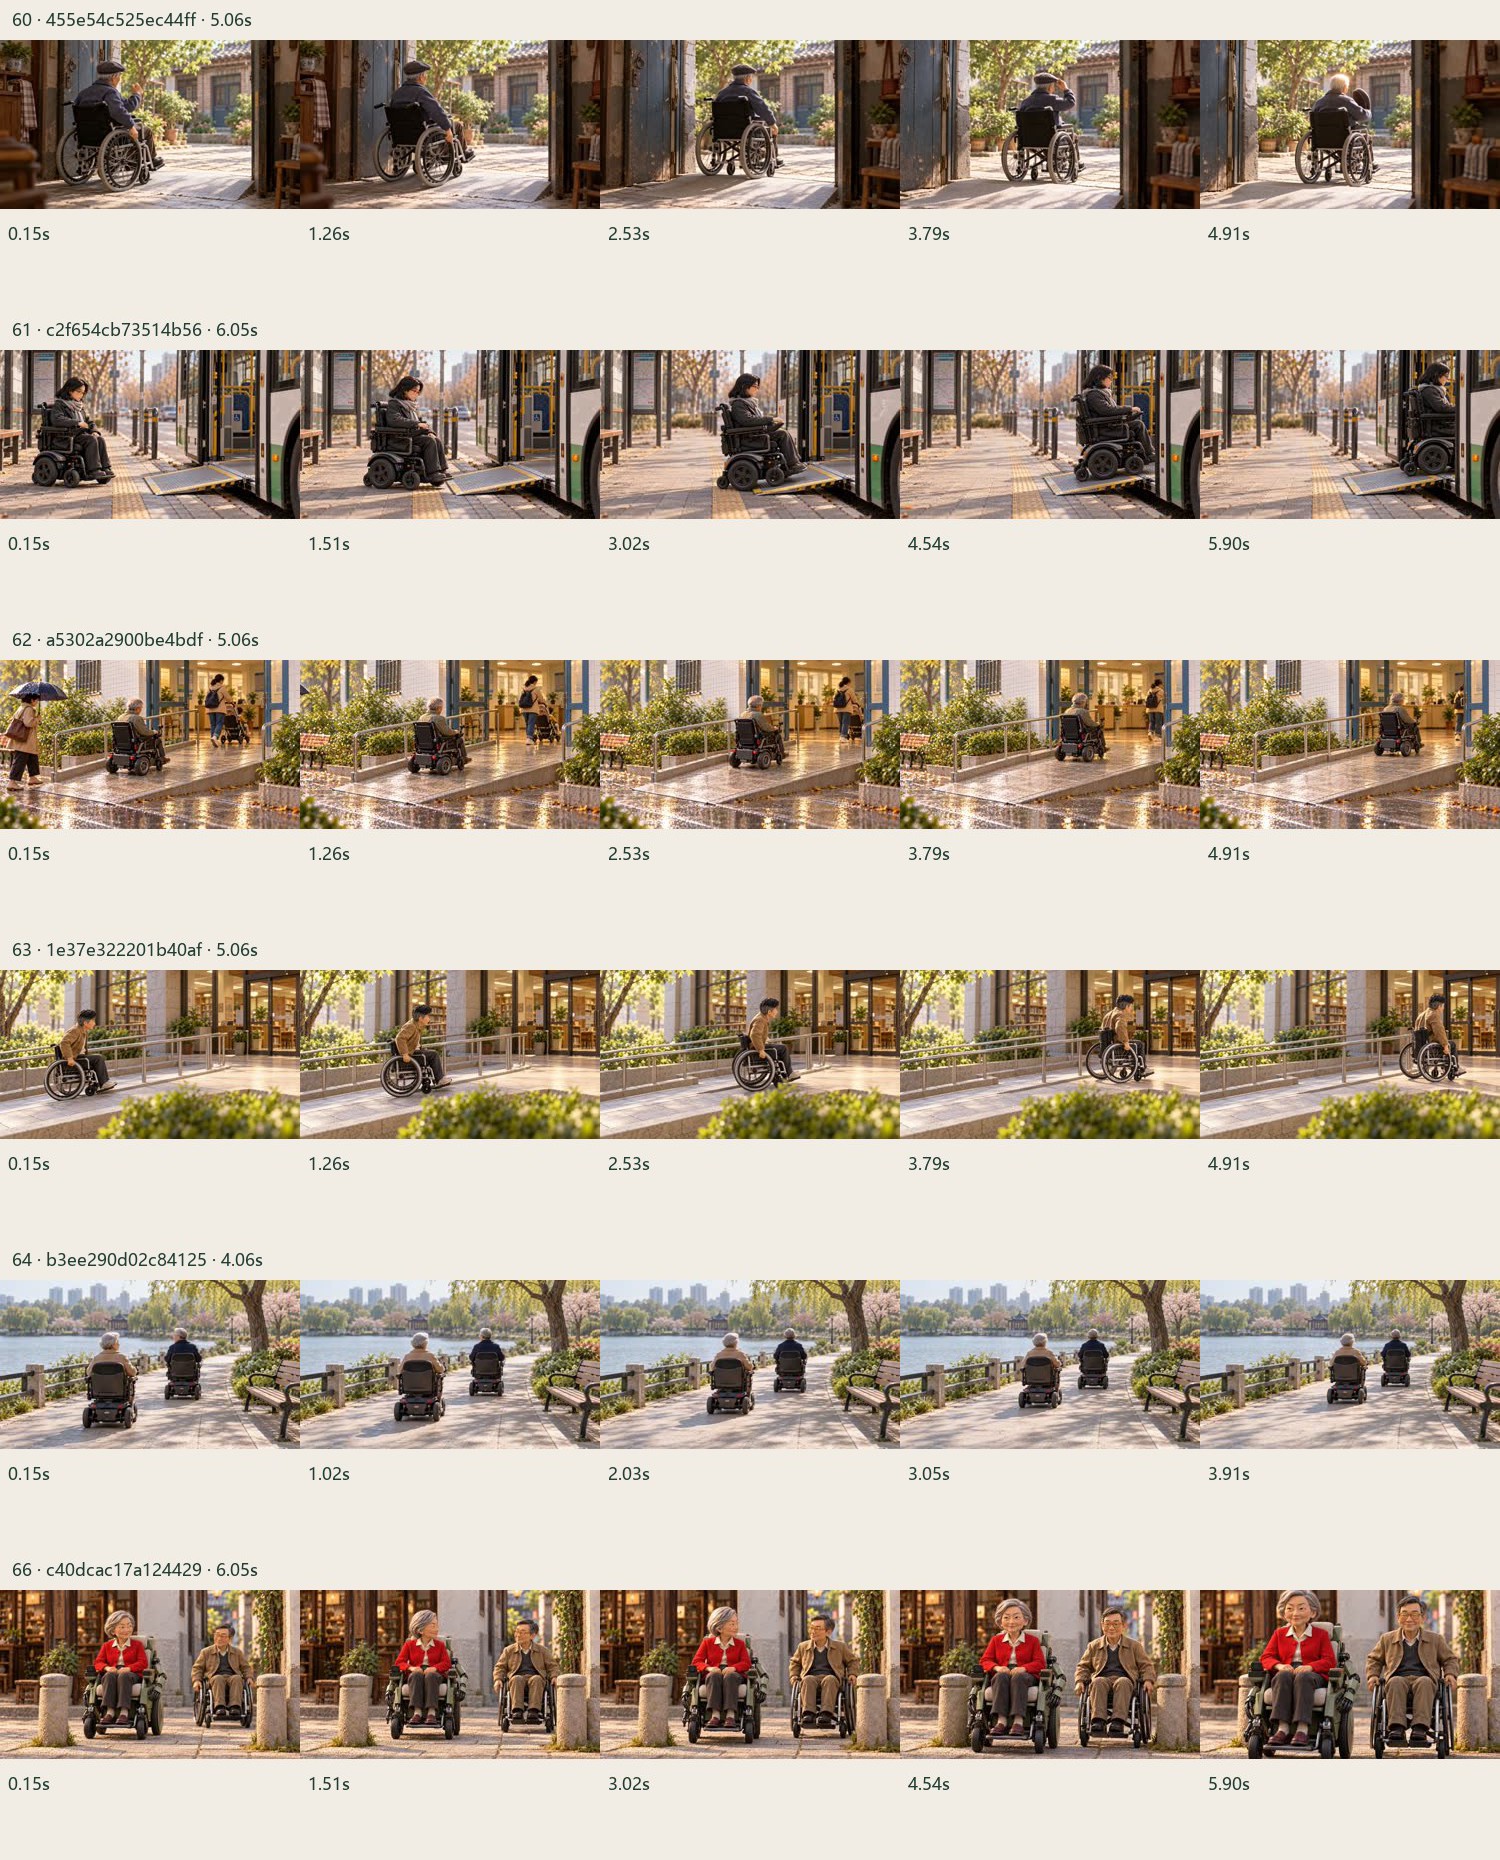 60 · 455e54c525ec44ff · 5.06s
0.15s 1.26s 2.53s 3.79s 4.91s
61 · c2f654cb73514b56 · 6.05s
0.15s 1.51s 3.02s 4.54s 5.90s
62 · a5302a2900be4bdf · 5.06s
0.15s 1.26s 2.53s 3.79s 4.91s
63 · 1e37e322201b40af · 5.06s
0.15s 1.26s 2.53s 3.79s 4.91s
64 · b3ee290d02c84125 · 4.06s
0.15s 1.02s 2.03s 3.05s 3.91s
66 · c40dcac17a124429 · 6.05s
0.15s 1.51s 3.02s 4.54s 5.90s